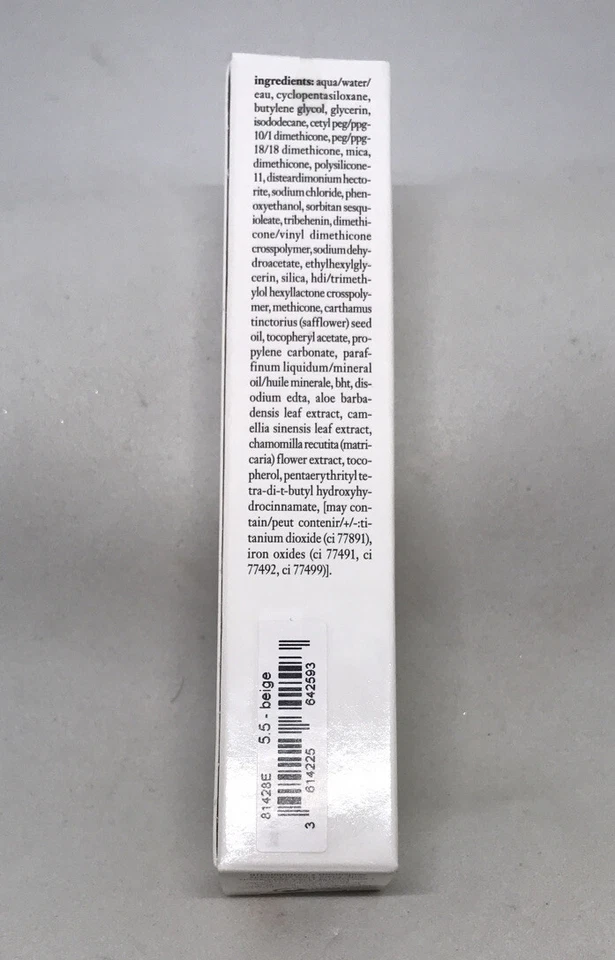 ingredients: aqua/water/
eau, cyclopentasiloxane,
butylene glycol, glycerin,
isododecane, cetyl peg/ppg-
10/1 dimethicone, peg/ppg-
18/18 dimethicone, mica,
dimethicone, polysilicone-
11, disteardimonium hecto-
rite, sodium chloride, phen-
oxyethanol, sorbitan sesqu-
ioleate, tribehenin, dimethi-
cone/vinyl dimethicone
crosspolymer, sodium dehy-
droacetate, ethylhexylgly-
cerin, silica, hdi/trimeth-
ylol hexyllactone crosspoly-
mer, methicone, carthamus
tinctorius (safflower) seed
oil, tocopheryl acetate, pro-
pylene carbonate, paraf-
finum liquidum/mineral
oil/huile minerale, bht, dis-
odium edta, aloe barba-
densis leaf extract, cam-
ellia sinensis leaf extract,
chamomilla recutita (matri-
caria) flower extract, toco-
pherol, pentaerythrityl te-
tra-di-t-butyl hydroxyhy-
drocinnamate, [may con-
tain/peut contenir/+/-:ti-
tanium dioxide (ci 77891),
iron oxides (ci 77491, ci
77492, ci 77499)].
81428E 5.5 - beige
3 614225 642593